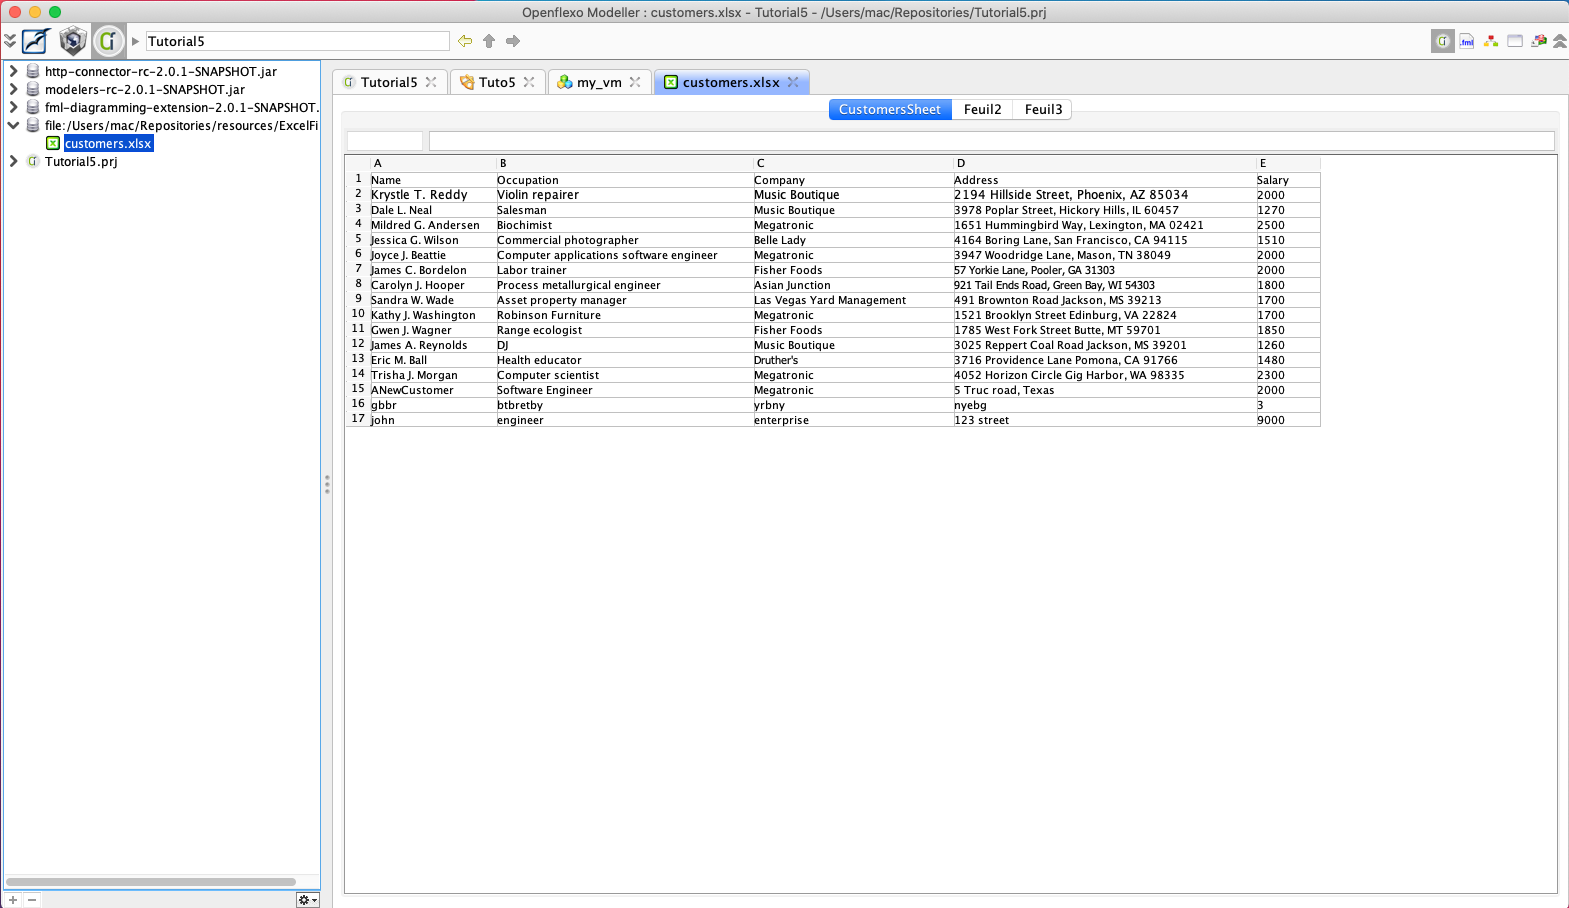 Openflexo Modeller : customers.xlsx - Tutorial5 - /Users/mac/Repositories/Tutorial5.prj
Tutorial5
.fml
http-connector-rc-2.0.1-SNAPSHOT.jar
modelers-rc-2.0.1-SNAPSHOT.jar
fml-diagramming-extension-2.0.1-SNAPSHOT.
file:/Users/mac/Repositories/resources/ExcelFi
customers.xlsx
Tutorial5.prj
Tutorial5 Tuto5 my_vm customers.xlsx
CustomersSheet Feuil2 Feuil3
A B C D E
1 Name Occupation Company Address Salary
2 Krystle T. Reddy Violin repairer Music Boutique 2194 Hillside Street, Phoenix, AZ 85034 2000
3 Dale L. Neal Salesman Music Boutique 3978 Poplar Street, Hickory Hills, IL 60457 1270
4 Mildred G. Andersen Biochimist Megatronic 1651 Hummingbird Way, Lexington, MA 02421 2500
5 Jessica G. Wilson Commercial photographer Belle Lady 4164 Boring Lane, San Francisco, CA 94115 1510
6 Joyce J. Beattie Computer applications software engineer Megatronic 3947 Woodridge Lane, Mason, TN 38049 2000
7 James C. Bordelon Labor trainer Fisher Foods 57 Yorkie Lane, Pooler, GA 31303 2000
8 Carolyn J. Hooper Process metallurgical engineer Asian Junction 921 Tail Ends Road, Green Bay, WI 54303 1800
9 Sandra W. Wade Asset property manager Las Vegas Yard Management 491 Brownton Road Jackson, MS 39213 1700
10 Kathy J. Washington Robinson Furniture Megatronic 1521 Brooklyn Street Edinburg, VA 22824 1700
11 Gwen J. Wagner Range ecologist Fisher Foods 1785 West Fork Street Butte, MT 59701 1850
12 James A. Reynolds DJ Music Boutique 3025 Reppert Coal Road Jackson, MS 39201 1260
13 Eric M. Ball Health educator Druther's 3716 Providence Lane Pomona, CA 91766 1480
14 Trisha J. Morgan Computer scientist Megatronic 4052 Horizon Circle Gig Harbor, WA 98335 2300
15 ANewCustomer Software Engineer Megatronic 5 Truc road, Texas 2000
16 gbbr btbretby yrbny nyebg 3
17 john engineer enterprise 123 street 9000